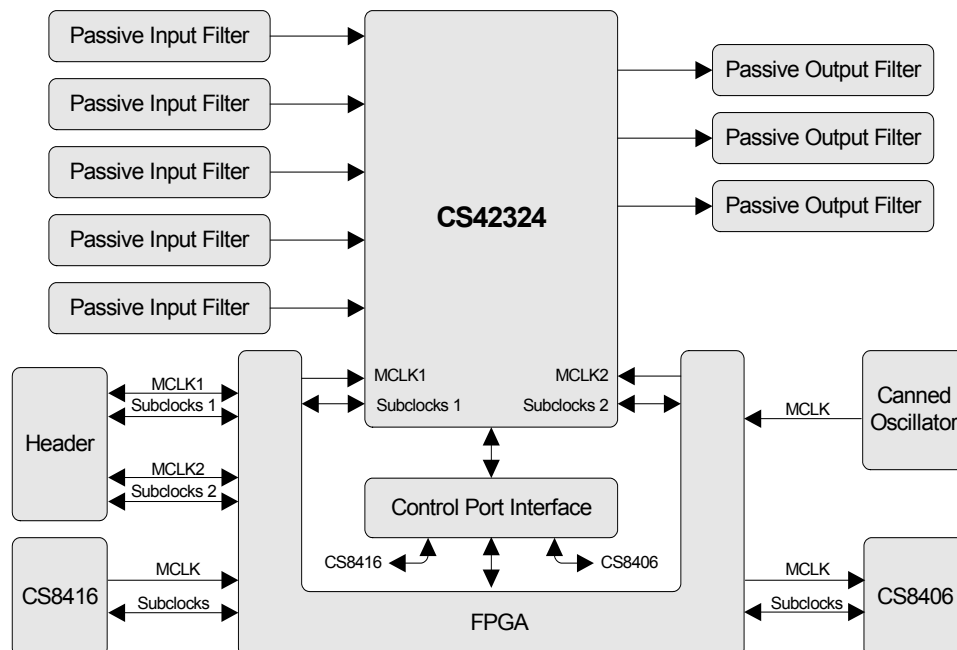 Passive Input Filter
Passive Input Filter
Passive Input Filter
Passive Input Filter
Passive Input Filter
CS42324
Passive Output Filter
Passive Output Filter
Passive Output Filter
MCLK1
Subclocks 1
MCLK2
Subclocks 2
Header
MCLK1
Subclocks 1
MCLK2
Subclocks 2
MCLK
Canned
Oscillator
Control Port Interface
CS8416
CS8406
CS8416
MCLK
Subclocks
FPGA
MCLK
Subclocks
CS8406